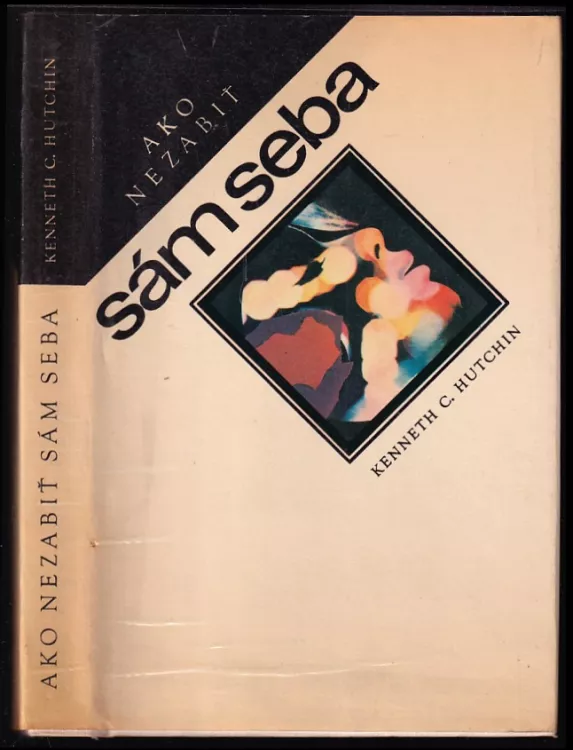 AKO
NEZABIŤ
sám seba
KENNETH C. HUTCHIN
AKO NEZABIŤ SÁM SEBA
KENNETH C. HUTCHIN